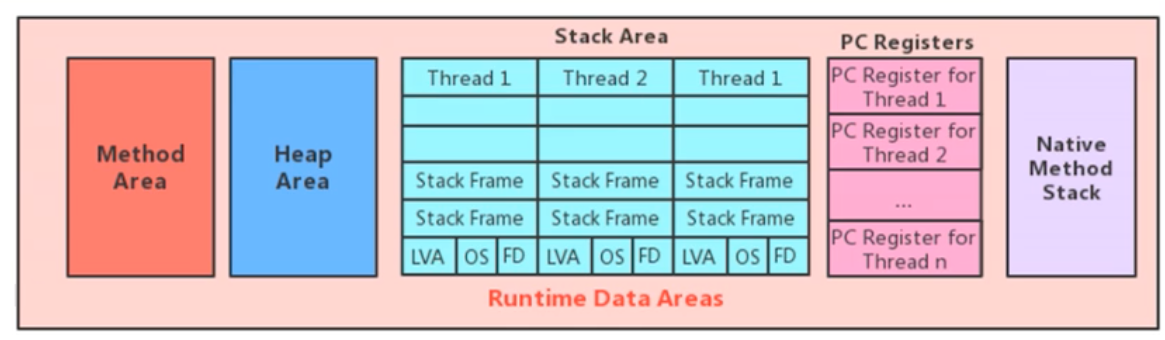 Stack Area
PC Registers
Method
Area
Heap
Area
Thread 1
Thread 2
Thread 1
Stack Frame
Stack Frame
Stack Frame
Stack Frame
Stack Frame
Stack Frame
LVA
OS
FD
LVA
OS
FD
LVA
OS
FD
PC Register for
Thread 1
PC Register for
Thread 2
...
PC Register for
Thread n
Native
Method
Stack
Runtime Data Areas